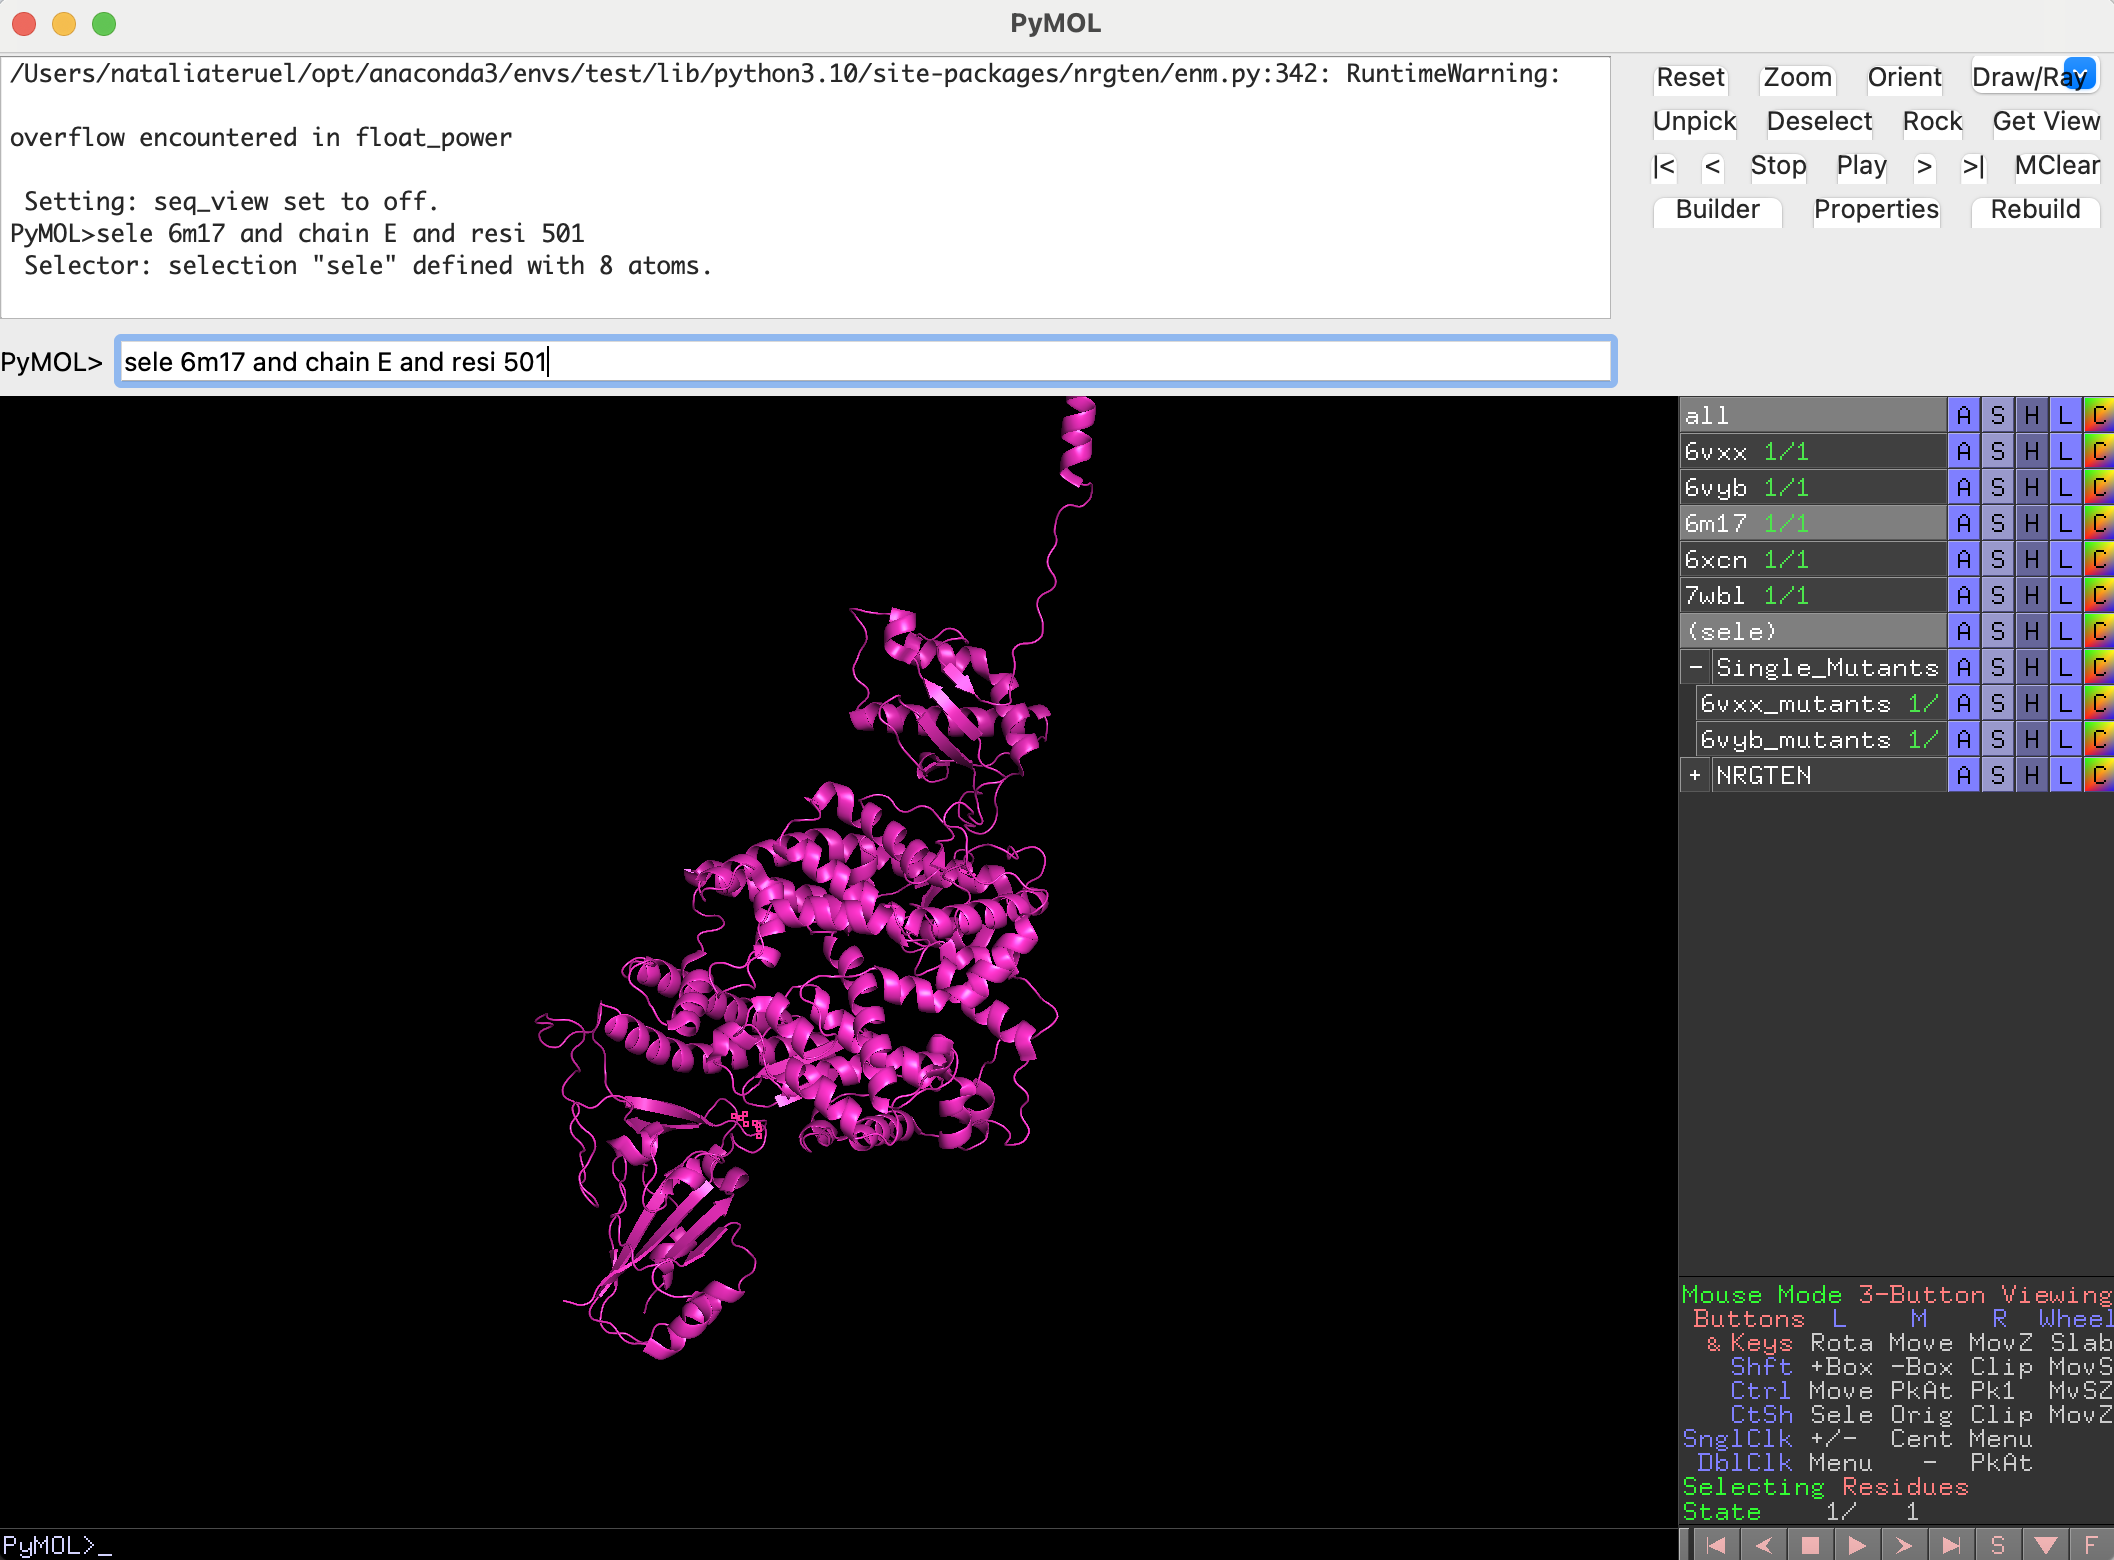 PyMOL
/Users/nataliateruel/opt/anaconda3/envs/test/lib/python3.10/site-packages/nrgten/enm.py:342: RuntimeWarning:
overflow encountered in float_power
Setting: seq_view set to off.
PyMOL>sele 6m17 and chain E and resi 501
Selector: selection "sele" defined with 8 atoms.
Reset Zoom Orient Draw/Ray
Unpick Deselect Rock Get View
|< < Stop Play > >| MClear
Builder Properties Rebuild
PyMOL> sele 6m17 and chain E and resi 501
all A S H L C
6vxx 1/1 A S H L C
6vyb 1/1 A S H L C
6m17 1/1 A S H L C
6xcn 1/1 A S H L C
7wbl 1/1 A S H L C
(sele) A S H L C
- Single_Mutants A S H L C
6vxx_mutants 1/ A S H L C
6vyb_mutants 1/ A S H L C
+ NRGTEN A S H L C
Mouse Mode 3-Button Viewing
Buttons L M R Wheel
& Keys Rota Move MovZ Slab
Shft +Box -Box Clip MovS
Ctrl Move PkAt Pk1 MvSZ
CtSh Sele Orig Clip MovZ
SnglClk +/- Cent Menu
DblClk Menu - PkAt
Selecting Residues
State 1/ 1
PyMOL>_
S F